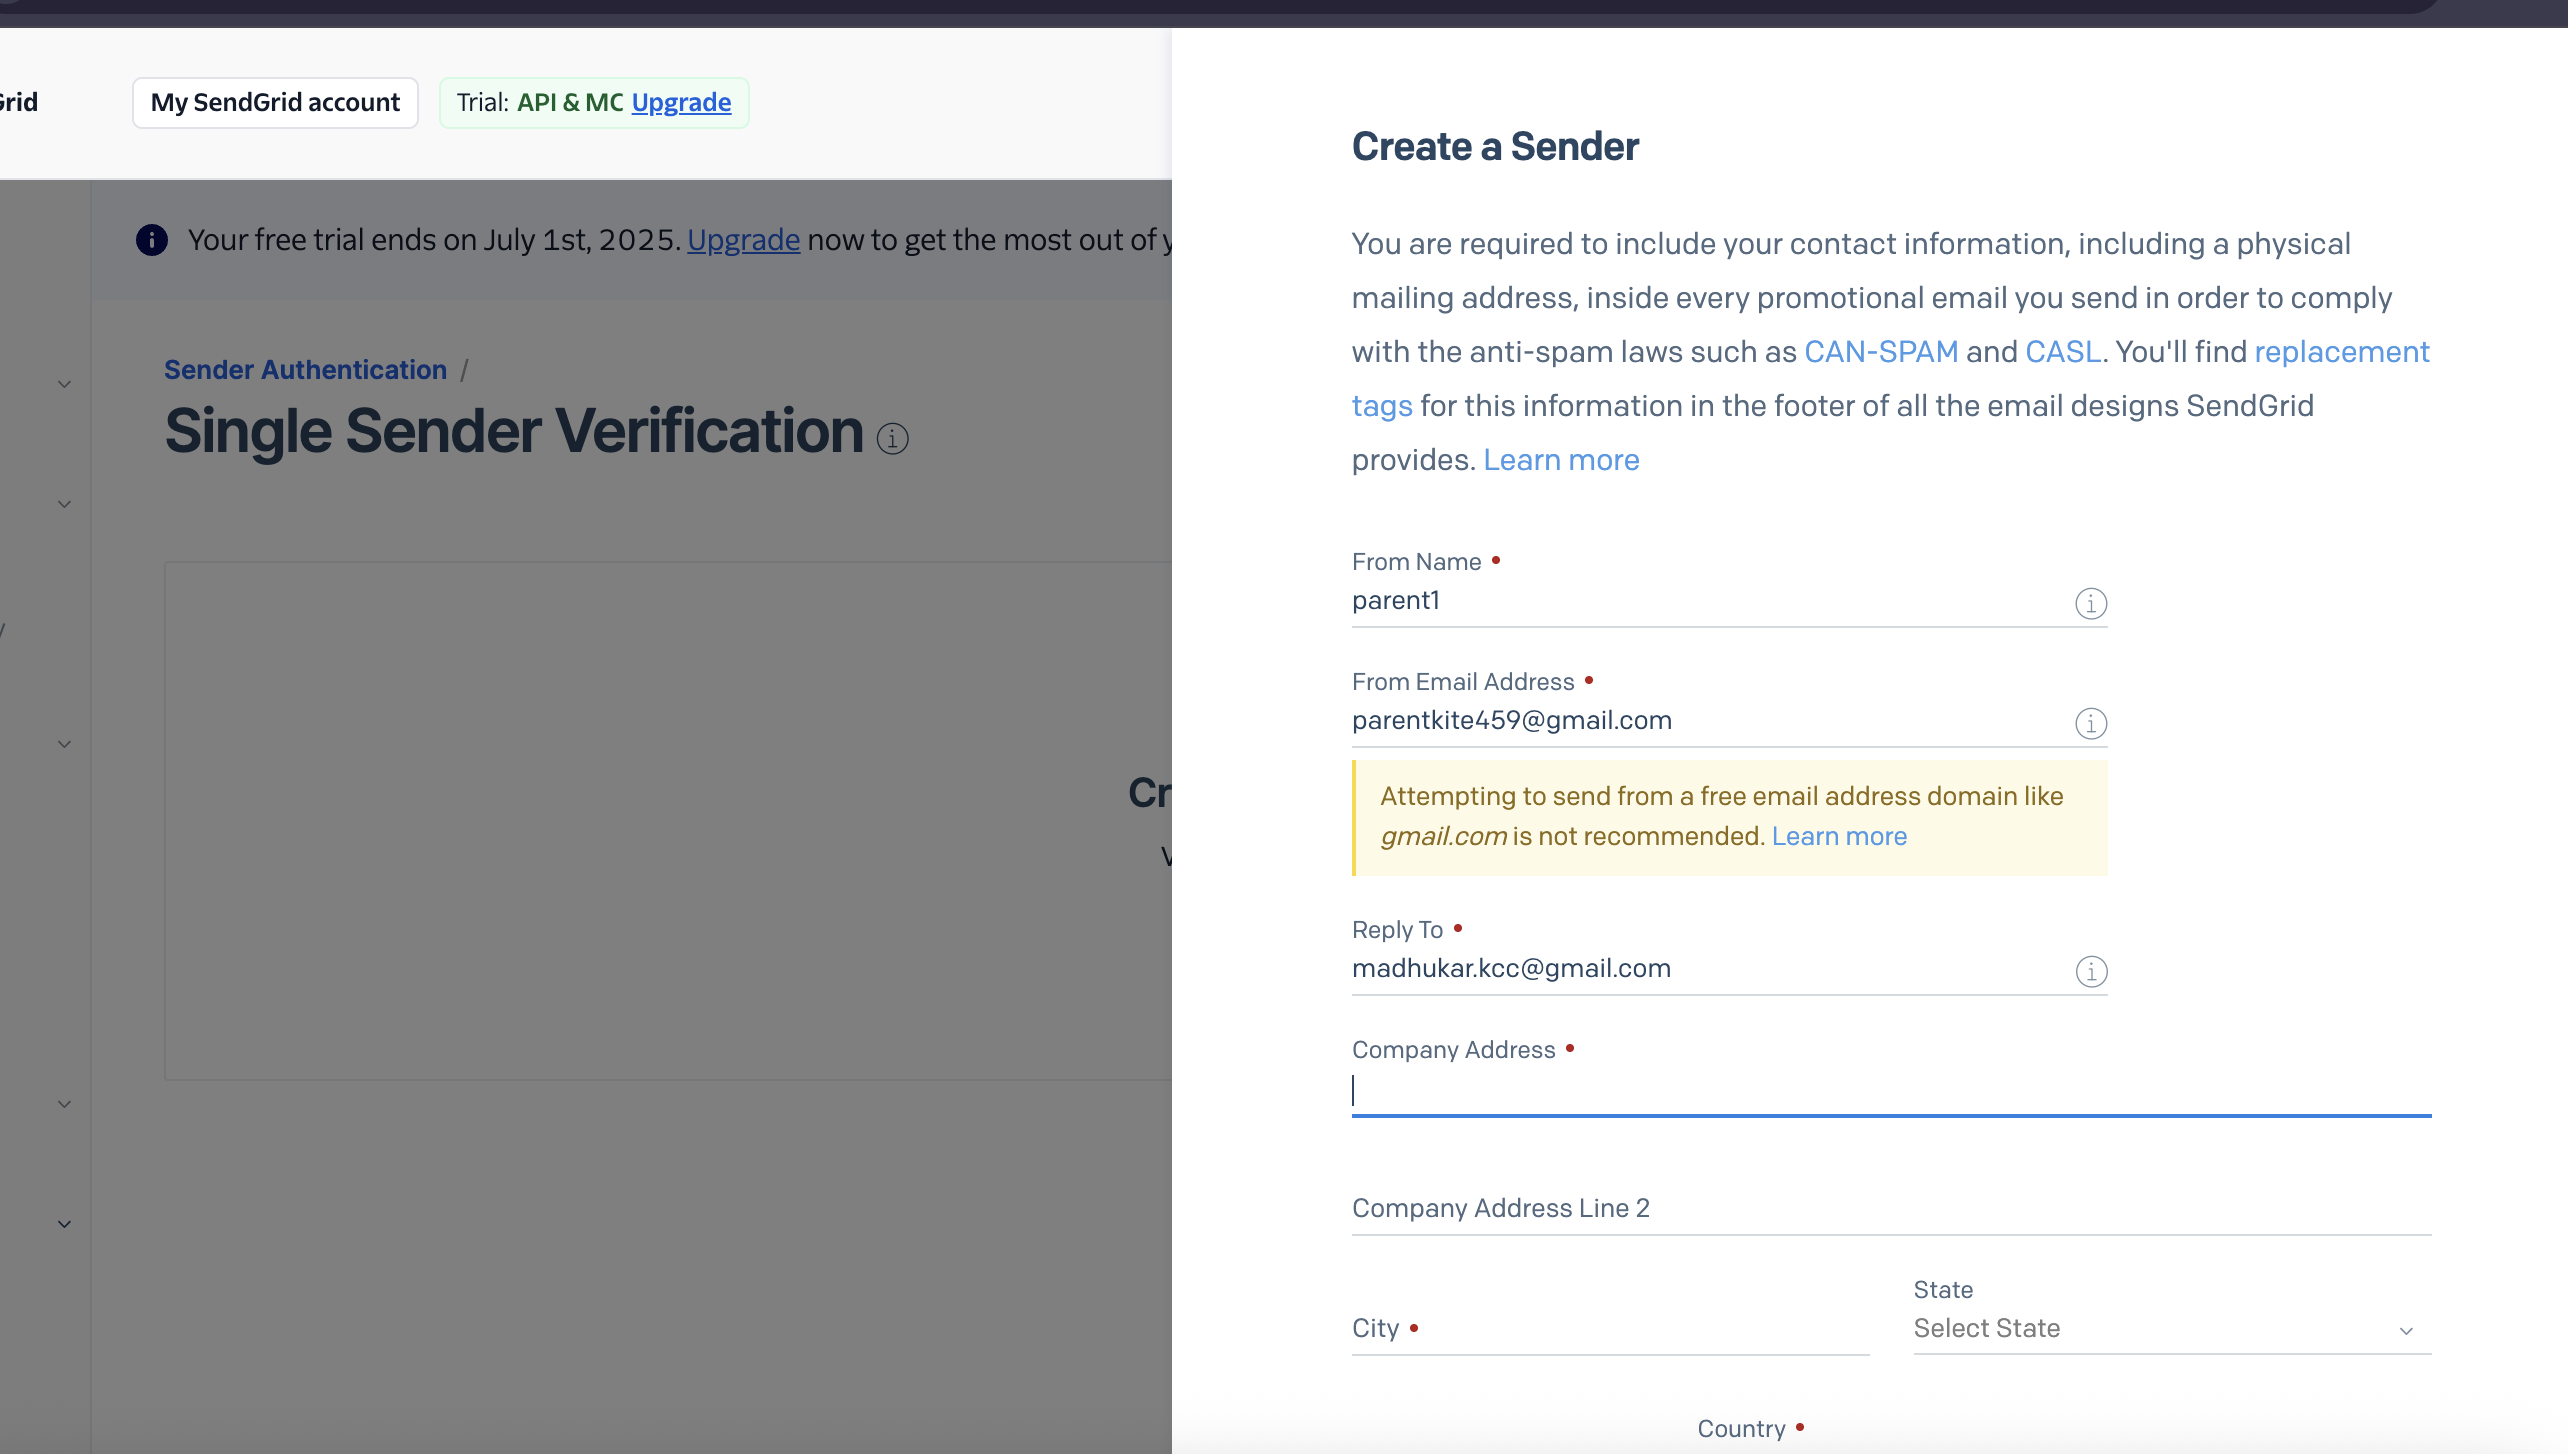 Grid
My SendGrid account
Trial: API & MC Upgrade
Your free trial ends on July 1st, 2025. Upgrade now to get the most out of y
Sender Authentication /
Single Sender Verification
Cr
Create a Sender
You are required to include your contact information, including a physical
mailing address, inside every promotional email you send in order to comply
with the anti-spam laws such as CAN-SPAM and CASL. You'll find replacement
tags for this information in the footer of all the email designs SendGrid
provides. Learn more
From Name
parent1
From Email Address
parentkite459@gmail.com
Attempting to send from a free email address domain like
gmail.com is not recommended. Learn more
Reply To
madhukar.kcc@gmail.com
Company Address
Company Address Line 2
City
State
Select State
Country